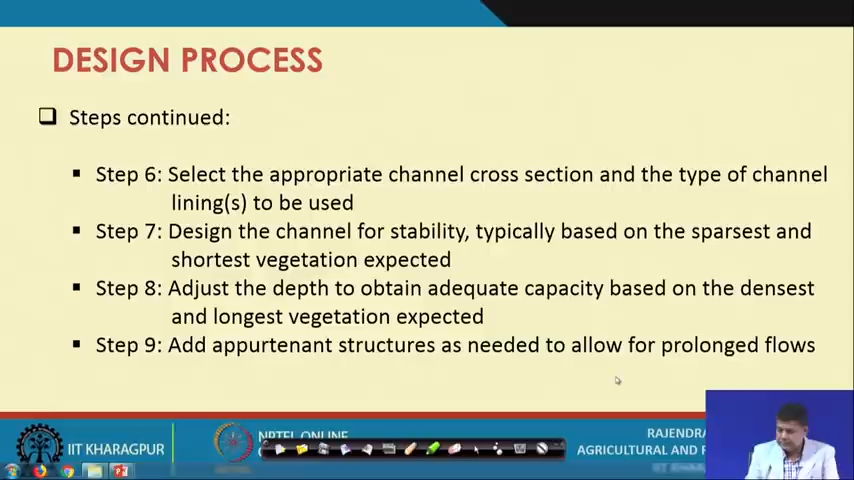 DESIGN PROCESS
Steps continued:
Step 6: Select the appropriate channel cross section and the type of channel
lining(s) to be used
Step 7: Design the channel for stability, typically based on the sparsest and
shortest vegetation expected
Step 8: Adjust the depth to obtain adequate capacity based on the densest
and longest vegetation expected
Step 9: Add appurtenant structures as needed to allow for prolonged flows
IIT KHARAGPUR
NPTEL ONLINE
RAJENDRA
AGRICULTURAL AND